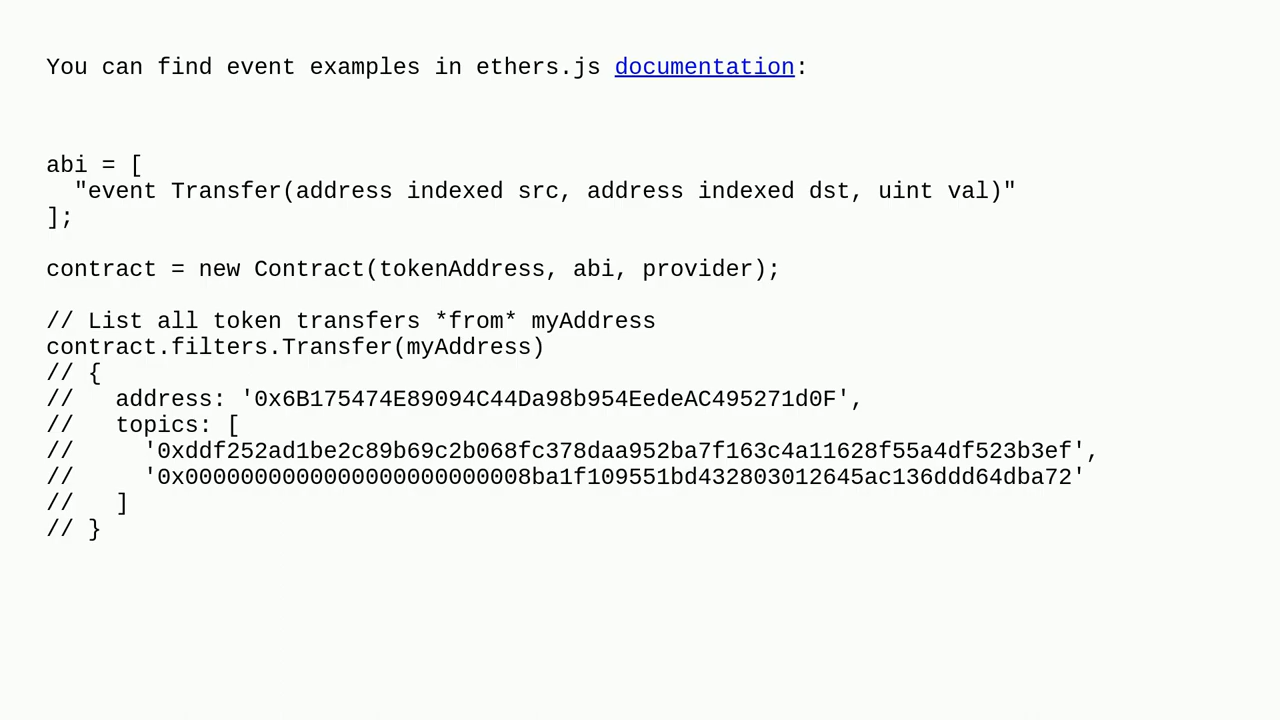 You can find event examples in ethers.js documentation:
abi = [
"event Transfer(address indexed src, address indexed dst, uint val)"
];
contract = new Contract(tokenAddress, abi, provider);
// List all token transfers *from* myAddress
contract.filters.Transfer(myAddress)
// {
//   address: '0x6B175474E89094C44Da98b954EedeAC495271d0F',
//   topics: [
//     '0xddf252ad1be2c89b69c2b068fc378daa952ba7f163c4a11628f55a4df523b3ef',
//     '0x0000000000000000000000008ba1f109551bd432803012645ac136ddd64dba72'
//   ]
// }